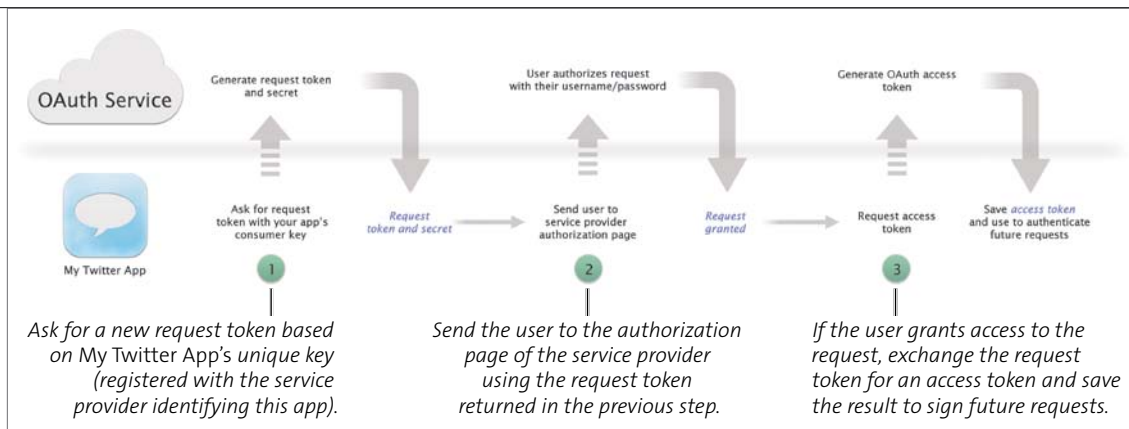 OAuth Service
Generate request token
and secret
User authorizes request
with their username/password
Generate OAuth access
token
My Twitter App
Ask for request
token with your app's
consumer key
Request
token and secret
Send user to
service provider
authorization page
Request
granted
Request access
token
Save access token
and use to authenticate
future requests
1
2
3
Ask for a new request token based
on My Twitter App's unique key
(registered with the service
provider identifying this app).
Send the user to the authorization
page of the service provider
using the request token
returned in the previous step.
If the user grants access to the
request, exchange the request
token for an access token and save
the result to sign future requests.